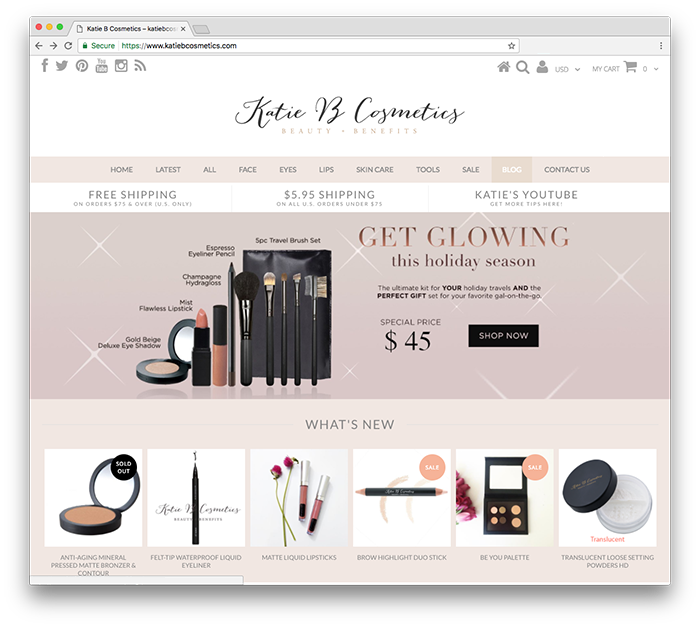 Katie B Cosmetics – katiebcos
Secure https://www.katiebcosmetics.com
You
Tube
USD MY CART 0
Katie B Cosmetics
BEAUTY + BENEFITS
HOME LATEST ALL FACE EYES LIPS SKIN CARE TOOLS SALE BLOG CONTACT US
FREE SHIPPING $5.95 SHIPPING KATIE'S YOUTUBE
ON ORDERS $75 & OVER (U.S. ONLY) ON ALL U.S. ORDERS UNDER $75 GET MORE TIPS HERE!
GET GLOWING
this holiday season
The ultimate kit for YOUR holiday travels AND the
PERFECT GIFT set for your favorite gal-on-the-go.
SPECIAL PRICE
$ 45
SHOP NOW
5pc Travel Brush Set
Espresso
Eyeliner Pencil
Champagne
Hydragloss
Mist
Flawless Lipstick
Gold Beige
Deluxe Eye Shadow
WHAT'S NEW
SOLD
OUT
Katie B Cosmetics
BEAUTY + BENEFITS
SALE
Katie B Cosmetics
SALE
Katie B Cosmetics
Translucent
ANTI-AGING MINERAL
PRESSED MATTE BRONZER &
CONTOUR
FELT-TIP WATERPROOF LIQUID
EYELINER
MATTE LIQUID LIPSTICKS
BROW HIGHLIGHT DUO STICK
BE YOU PALETTE
TRANSLUCENT LOOSE SETTING
POWDERS HD